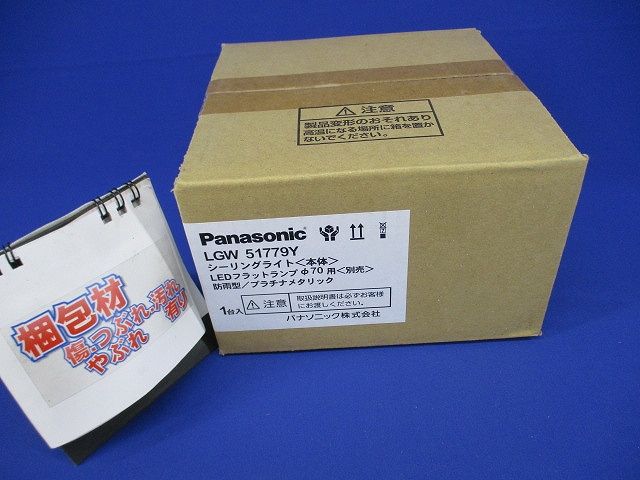 ⚠ 注意
製品変形のおそれあり
高温になる場所に箱を置か
ないでください。
Panasonic
LGW 51779Y
シーリングライト<本体>
LEDフラットランプ φ70 用<別売>
防雨型/プラチナメタリック
1台入
⚠ 注意
取扱説明書は必ずお客様
にお渡しください。
パナソニック株式会社
梱包材
傷.つぶれ.汚れ
やぶれ 有り